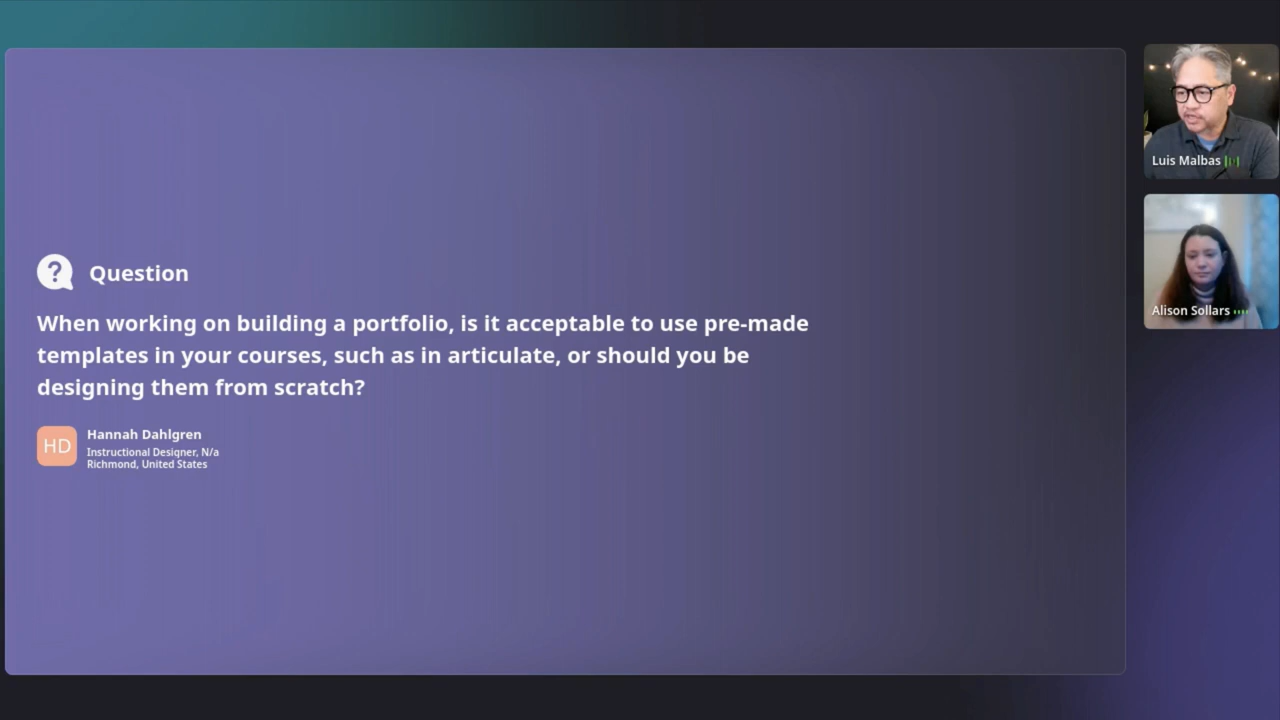 Question
When working on building a portfolio, is it acceptable to use pre-made
templates in your courses, such as in articulate, or should you be
designing them from scratch?
HD
Hannah Dahlgren
Instructional Designer, N/a
Richmond, United States
Luis Malbas
Alison Sollars